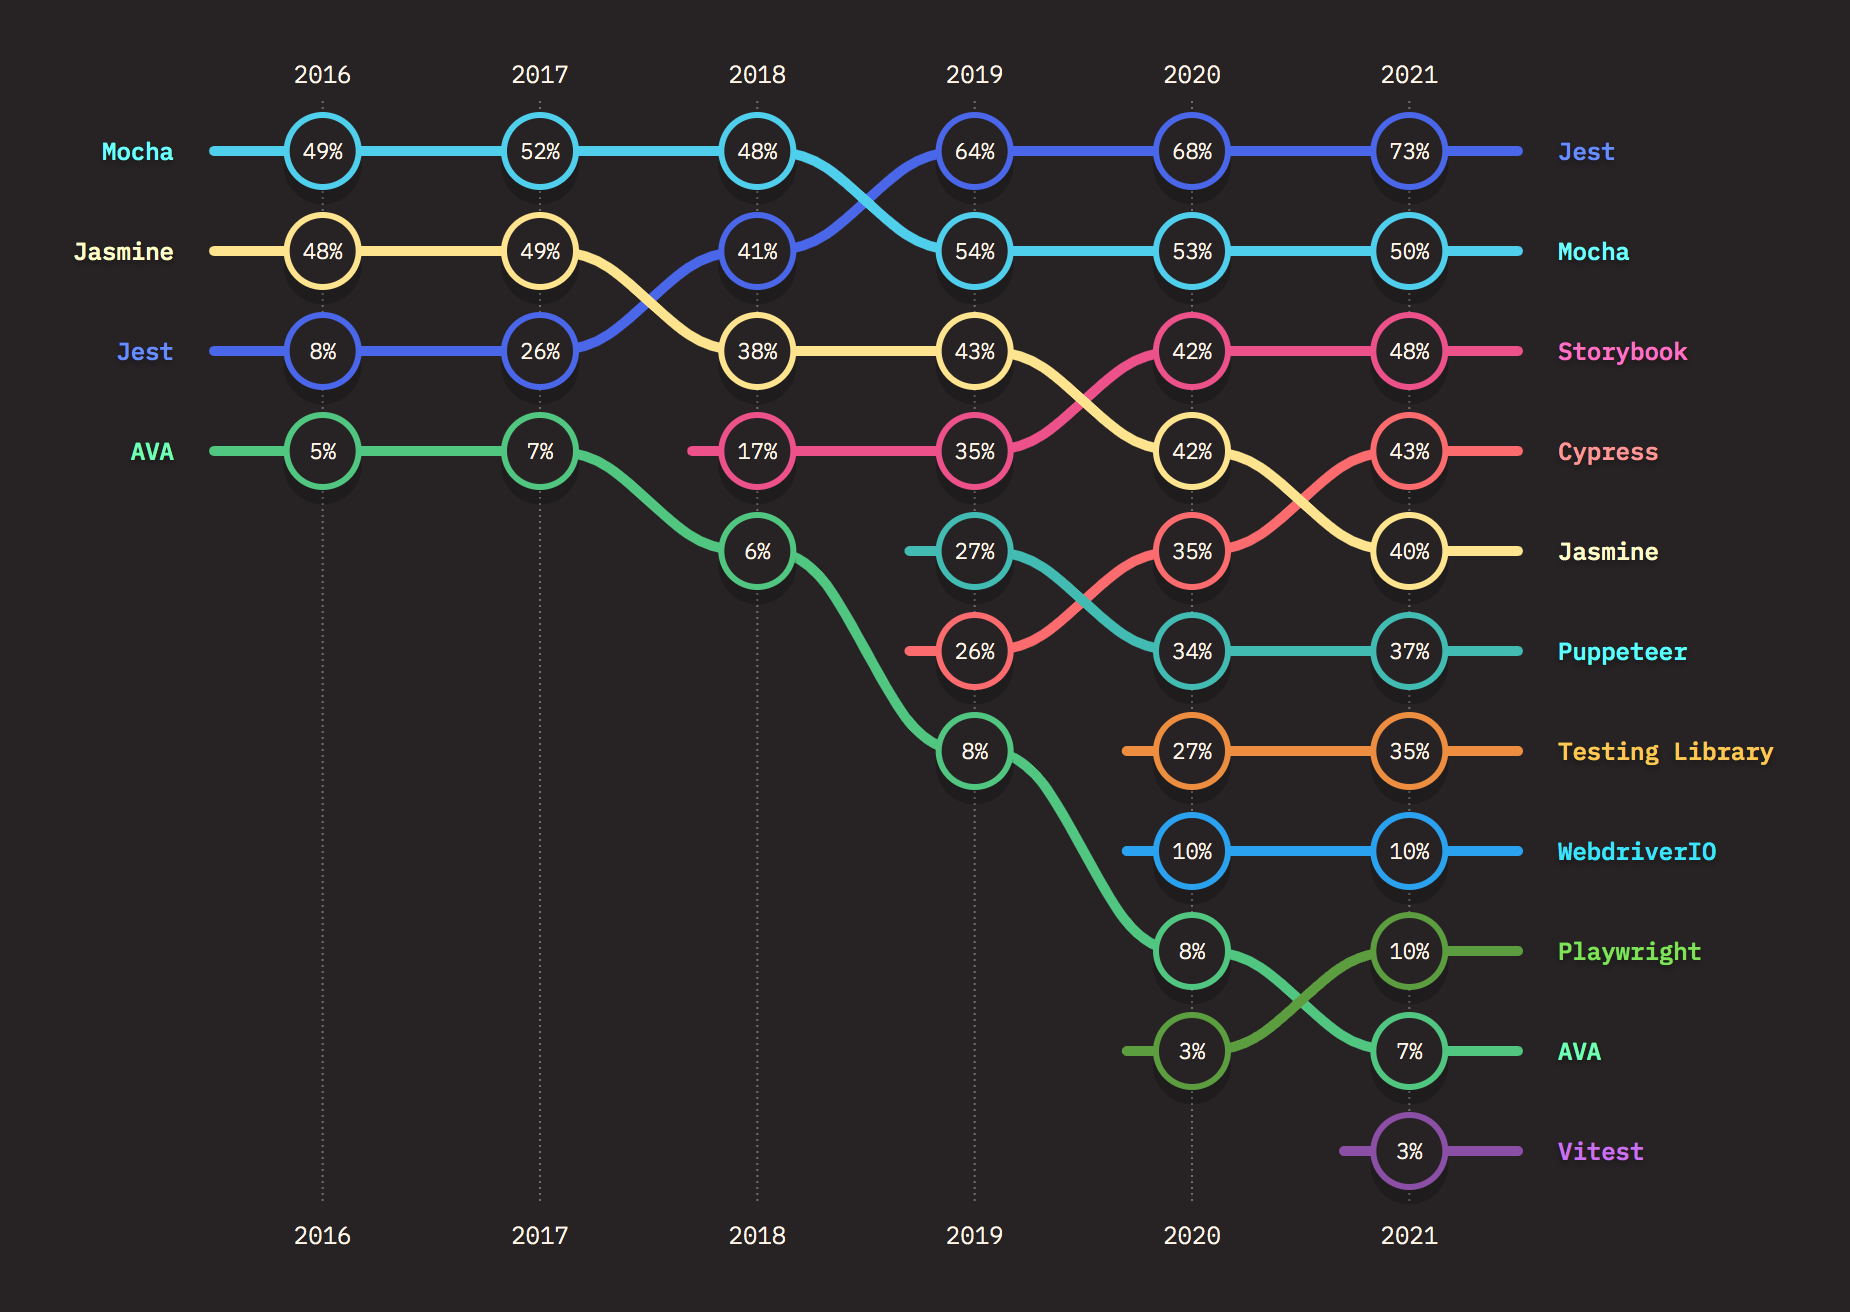 2016 2017 2018 2019 2020 2021
Mocha 49% 52% 48% 64% 68% 73% Jest
Jasmine 48% 49% 41% 54% 53% 50% Mocha
Jest 8% 26% 38% 43% 42% 48% Storybook
AVA 5% 7% 17% 35% 42% 43% Cypress
6% 27% 35% 40% Jasmine
26% 34% 37% Puppeteer
8% 27% 35% Testing Library
10% 10% WebdriverIO
8% 10% Playwright
3% 7% AVA
3% Vitest
2016 2017 2018 2019 2020 2021